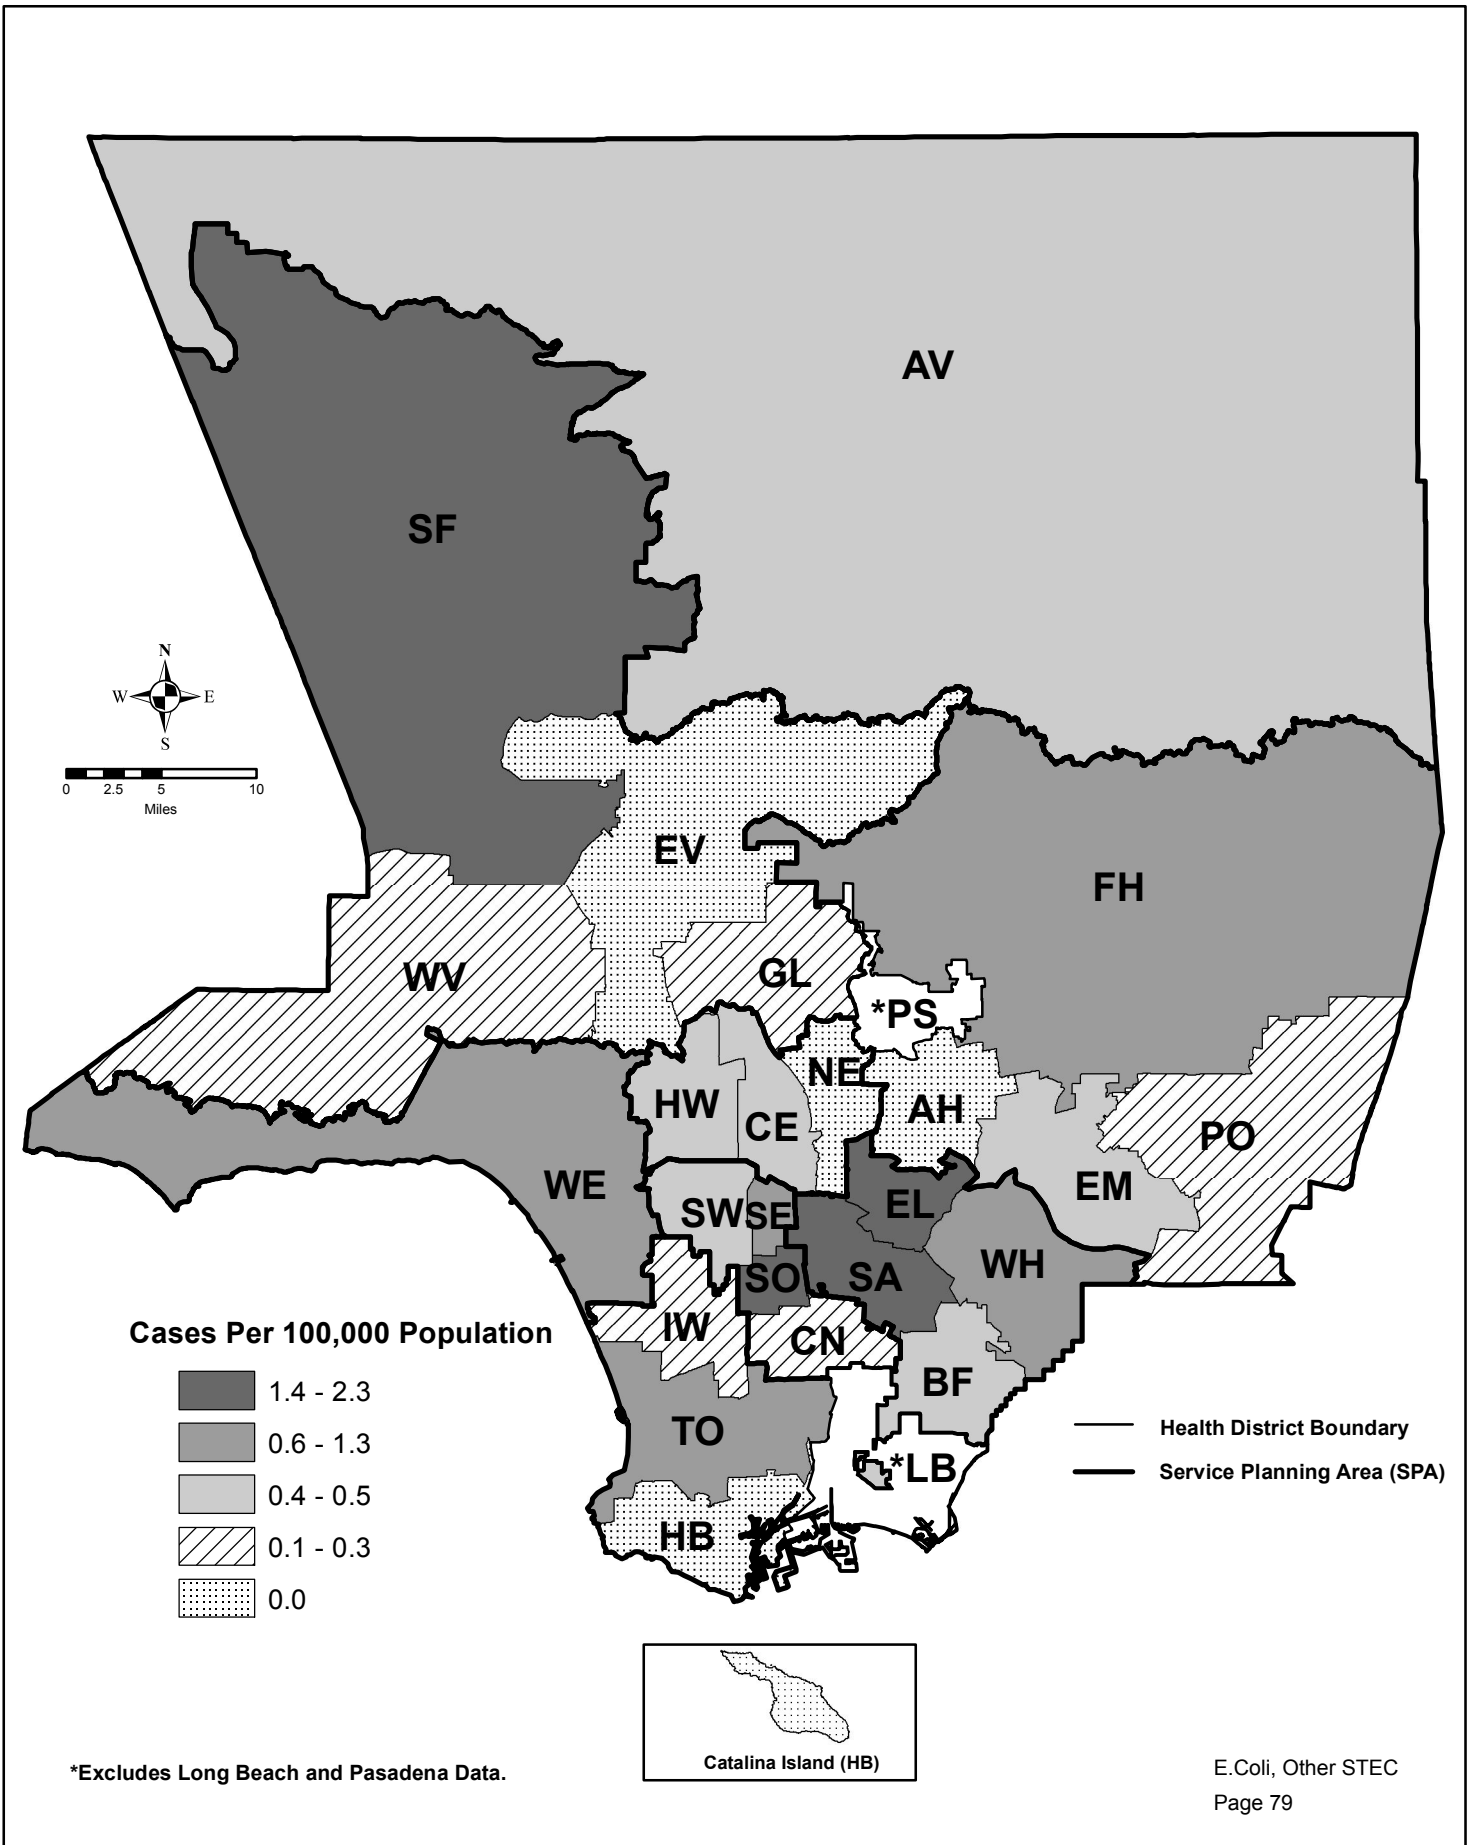 AV
SF
N
W E
S
0 2.5 5 10
Miles
EV
FH
WV
GL
*PS
NE
HW
AH
CE
PO
WE
EM
SW
SE
EL
WH
SO
SA
IW
CN
Cases Per 100,000 Population
BF
1.4 - 2.3
TO
Health District Boundary
0.6 - 1.3
*LB
Service Planning Area (SPA)
0.4 - 0.5
HB
0.1 - 0.3
0.0
Catalina Island (HB)
*Excludes Long Beach and Pasadena Data.
E.Coli, Other STEC
Page 79